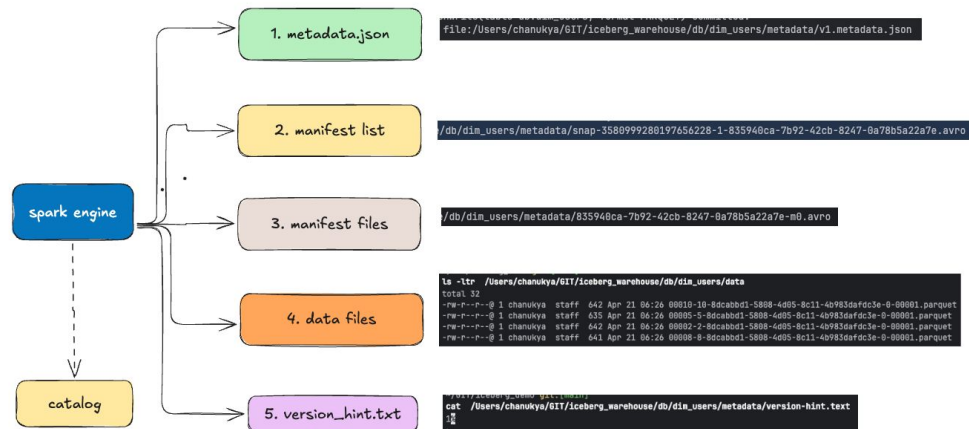 1. metadata.json
file:/Users/chanukya/GIT/iceberg_warehouse/db/dim_users/metadata/v1.metadata.json
2. manifest list
/db/dim_users/metadata/snap-3580999280197656228-1-835940ca-7b92-42cb-8247-0a78b5a22a7e.avro
spark engine
3. manifest files
/db/dim_users/metadata/835940ca-7b92-42cb-8247-0a78b5a22a7e-m0.avro
4. data files
ls -ltr /Users/chanukya/GIT/iceberg_warehouse/db/dim_users/data
total 32
-rw-r--r--@ 1 chanukya staff 642 Apr 21 06:26 00010-10-8dcabbd1-5808-4d05-8c11-4b983dafdc3e-0-00001.parquet
-rw-r--r--@ 1 chanukya staff 635 Apr 21 06:26 00005-5-8dcabbd1-5808-4d05-8c11-4b983dafdc3e-0-00001.parquet
-rw-r--r--@ 1 chanukya staff 642 Apr 21 06:26 00002-2-8dcabbd1-5808-4d05-8c11-4b983dafdc3e-0-00001.parquet
-rw-r--r--@ 1 chanukya staff 641 Apr 21 06:26 00008-8-8dcabbd1-5808-4d05-8c11-4b983dafdc3e-0-00001.parquet
catalog
5. version_hint.txt
cat /Users/chanukya/GIT/iceberg_warehouse/db/dim_users/metadata/version-hint.text
1